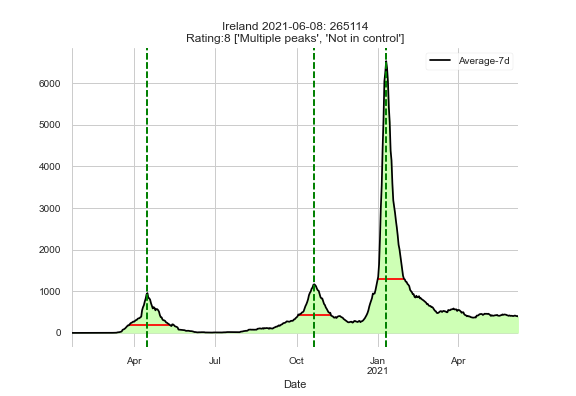 Ireland 2021-06-08: 265114
Rating:8 ['Multiple peaks', 'Not in control']
Average-7d
6000
5000
4000
3000
2000
1000
0
Apr
Jul
Oct
Jan
2021
Apr
Date